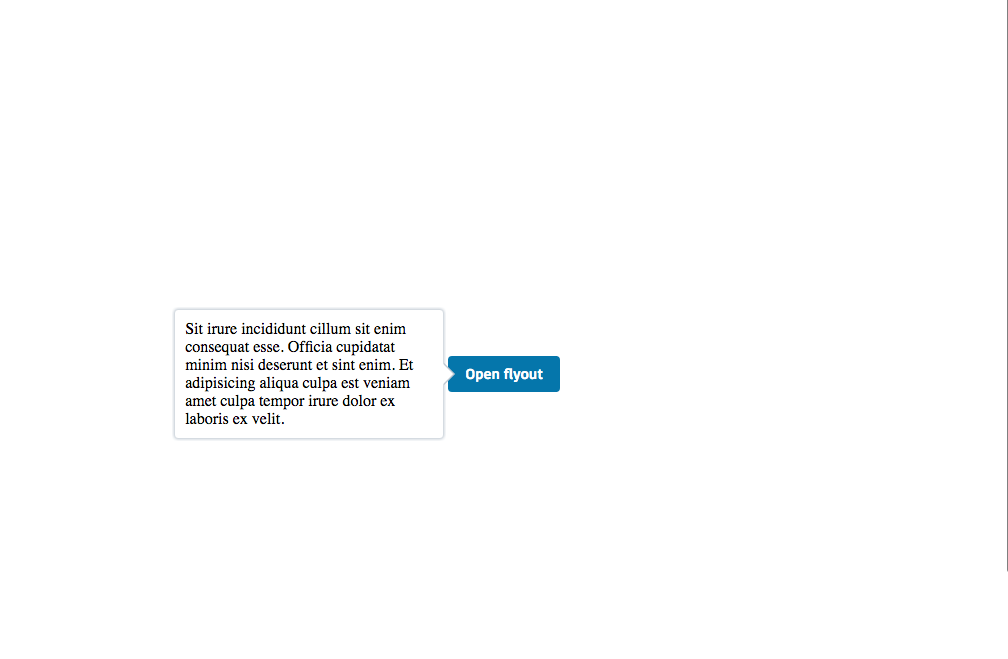 Sit irure incididunt cillum sit enim
consequat esse. Officia cupidatat
minim nisi deserunt et sint enim. Et
adipisicing aliqua culpa est veniam
amet culpa tempor irure dolor ex
laboris ex velit.
Open flyout